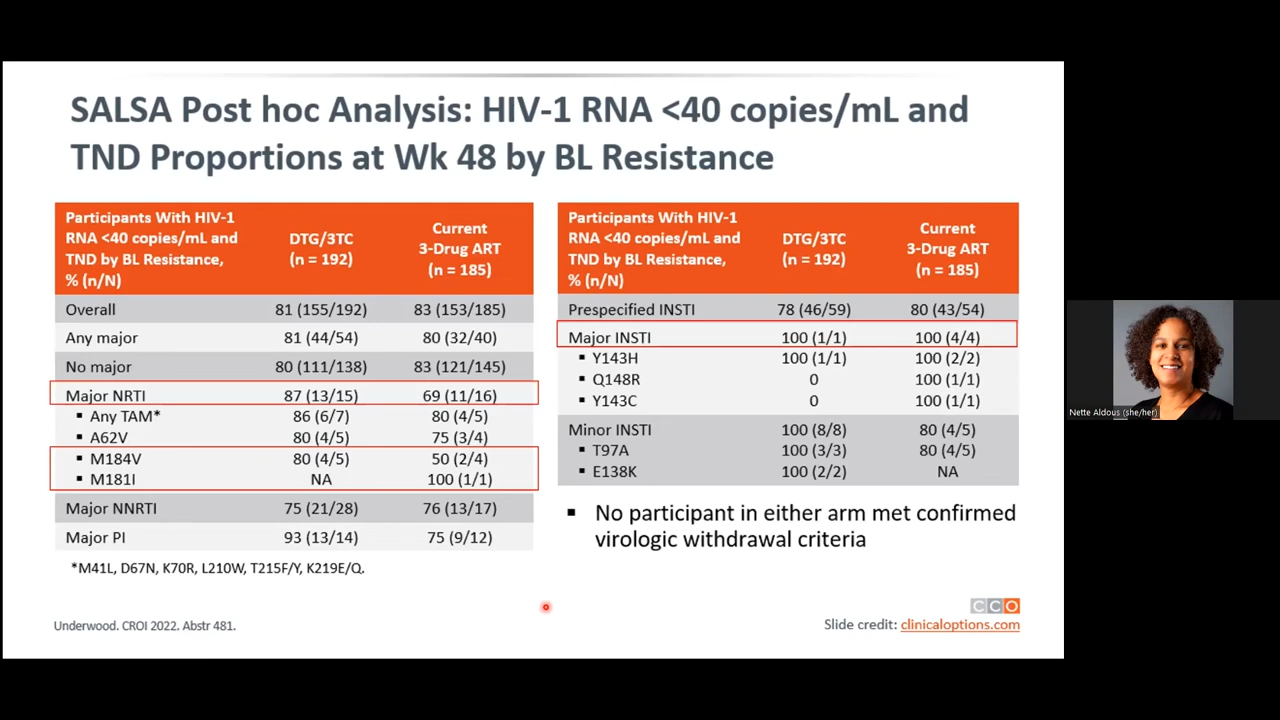 SALSA Post hoc Analysis: HIV-1 RNA <40 copies/mL and
TND Proportions at Wk 48 by BL Resistance
Participants With HIV-1
RNA <40 copies/mL and
TND by BL Resistance,
% (n/N)
DTG/3TC
(n = 192)
Current
3-Drug ART
(n = 185)
Overall 81 (155/192) 83 (153/185)
Any major 81 (44/54) 80 (32/40)
No major 80 (111/138) 83 (121/145)
Major NRTI 87 (13/15) 69 (11/16)
▪ Any TAM* 86 (6/7) 80 (4/5)
▪ A62V 80 (4/5) 75 (3/4)
▪ M184V 80 (4/5) 50 (2/4)
▪ M181I NA 100 (1/1)
Major NNRTI 75 (21/28) 76 (13/17)
Major PI 93 (13/14) 75 (9/12)
*M41L, D67N, K70R, L210W, T215F/Y, K219E/Q.
Participants With HIV-1
RNA <40 copies/mL and
TND by BL Resistance,
% (n/N)
DTG/3TC
(n = 192)
Current
3-Drug ART
(n = 185)
Prespecified INSTI 78 (46/59) 80 (43/54)
Major INSTI 100 (1/1) 100 (4/4)
▪ Y143H 100 (1/1) 100 (2/2)
▪ Q148R 0 100 (1/1)
▪ Y143C 0 100 (1/1)
Minor INSTI 100 (8/8) 80 (4/5)
▪ T97A 100 (3/3) 80 (4/5)
▪ E138K 100 (2/2) NA
▪ No participant in either arm met confirmed
virologic withdrawal criteria
Underwood. CROI 2022. Abstr 481.
CCO
Slide credit: clinicaloptions.com
Nette Aldous (she/her)